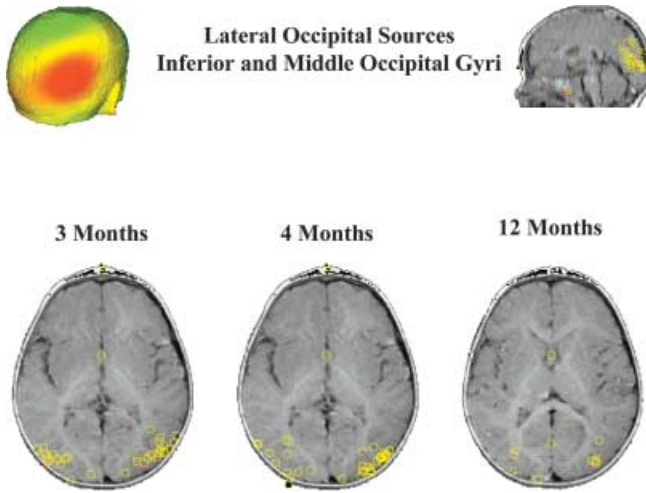 Lateral Occipital Sources
Inferior and Middle Occipital Gyri
3 Months
4 Months
12 Months